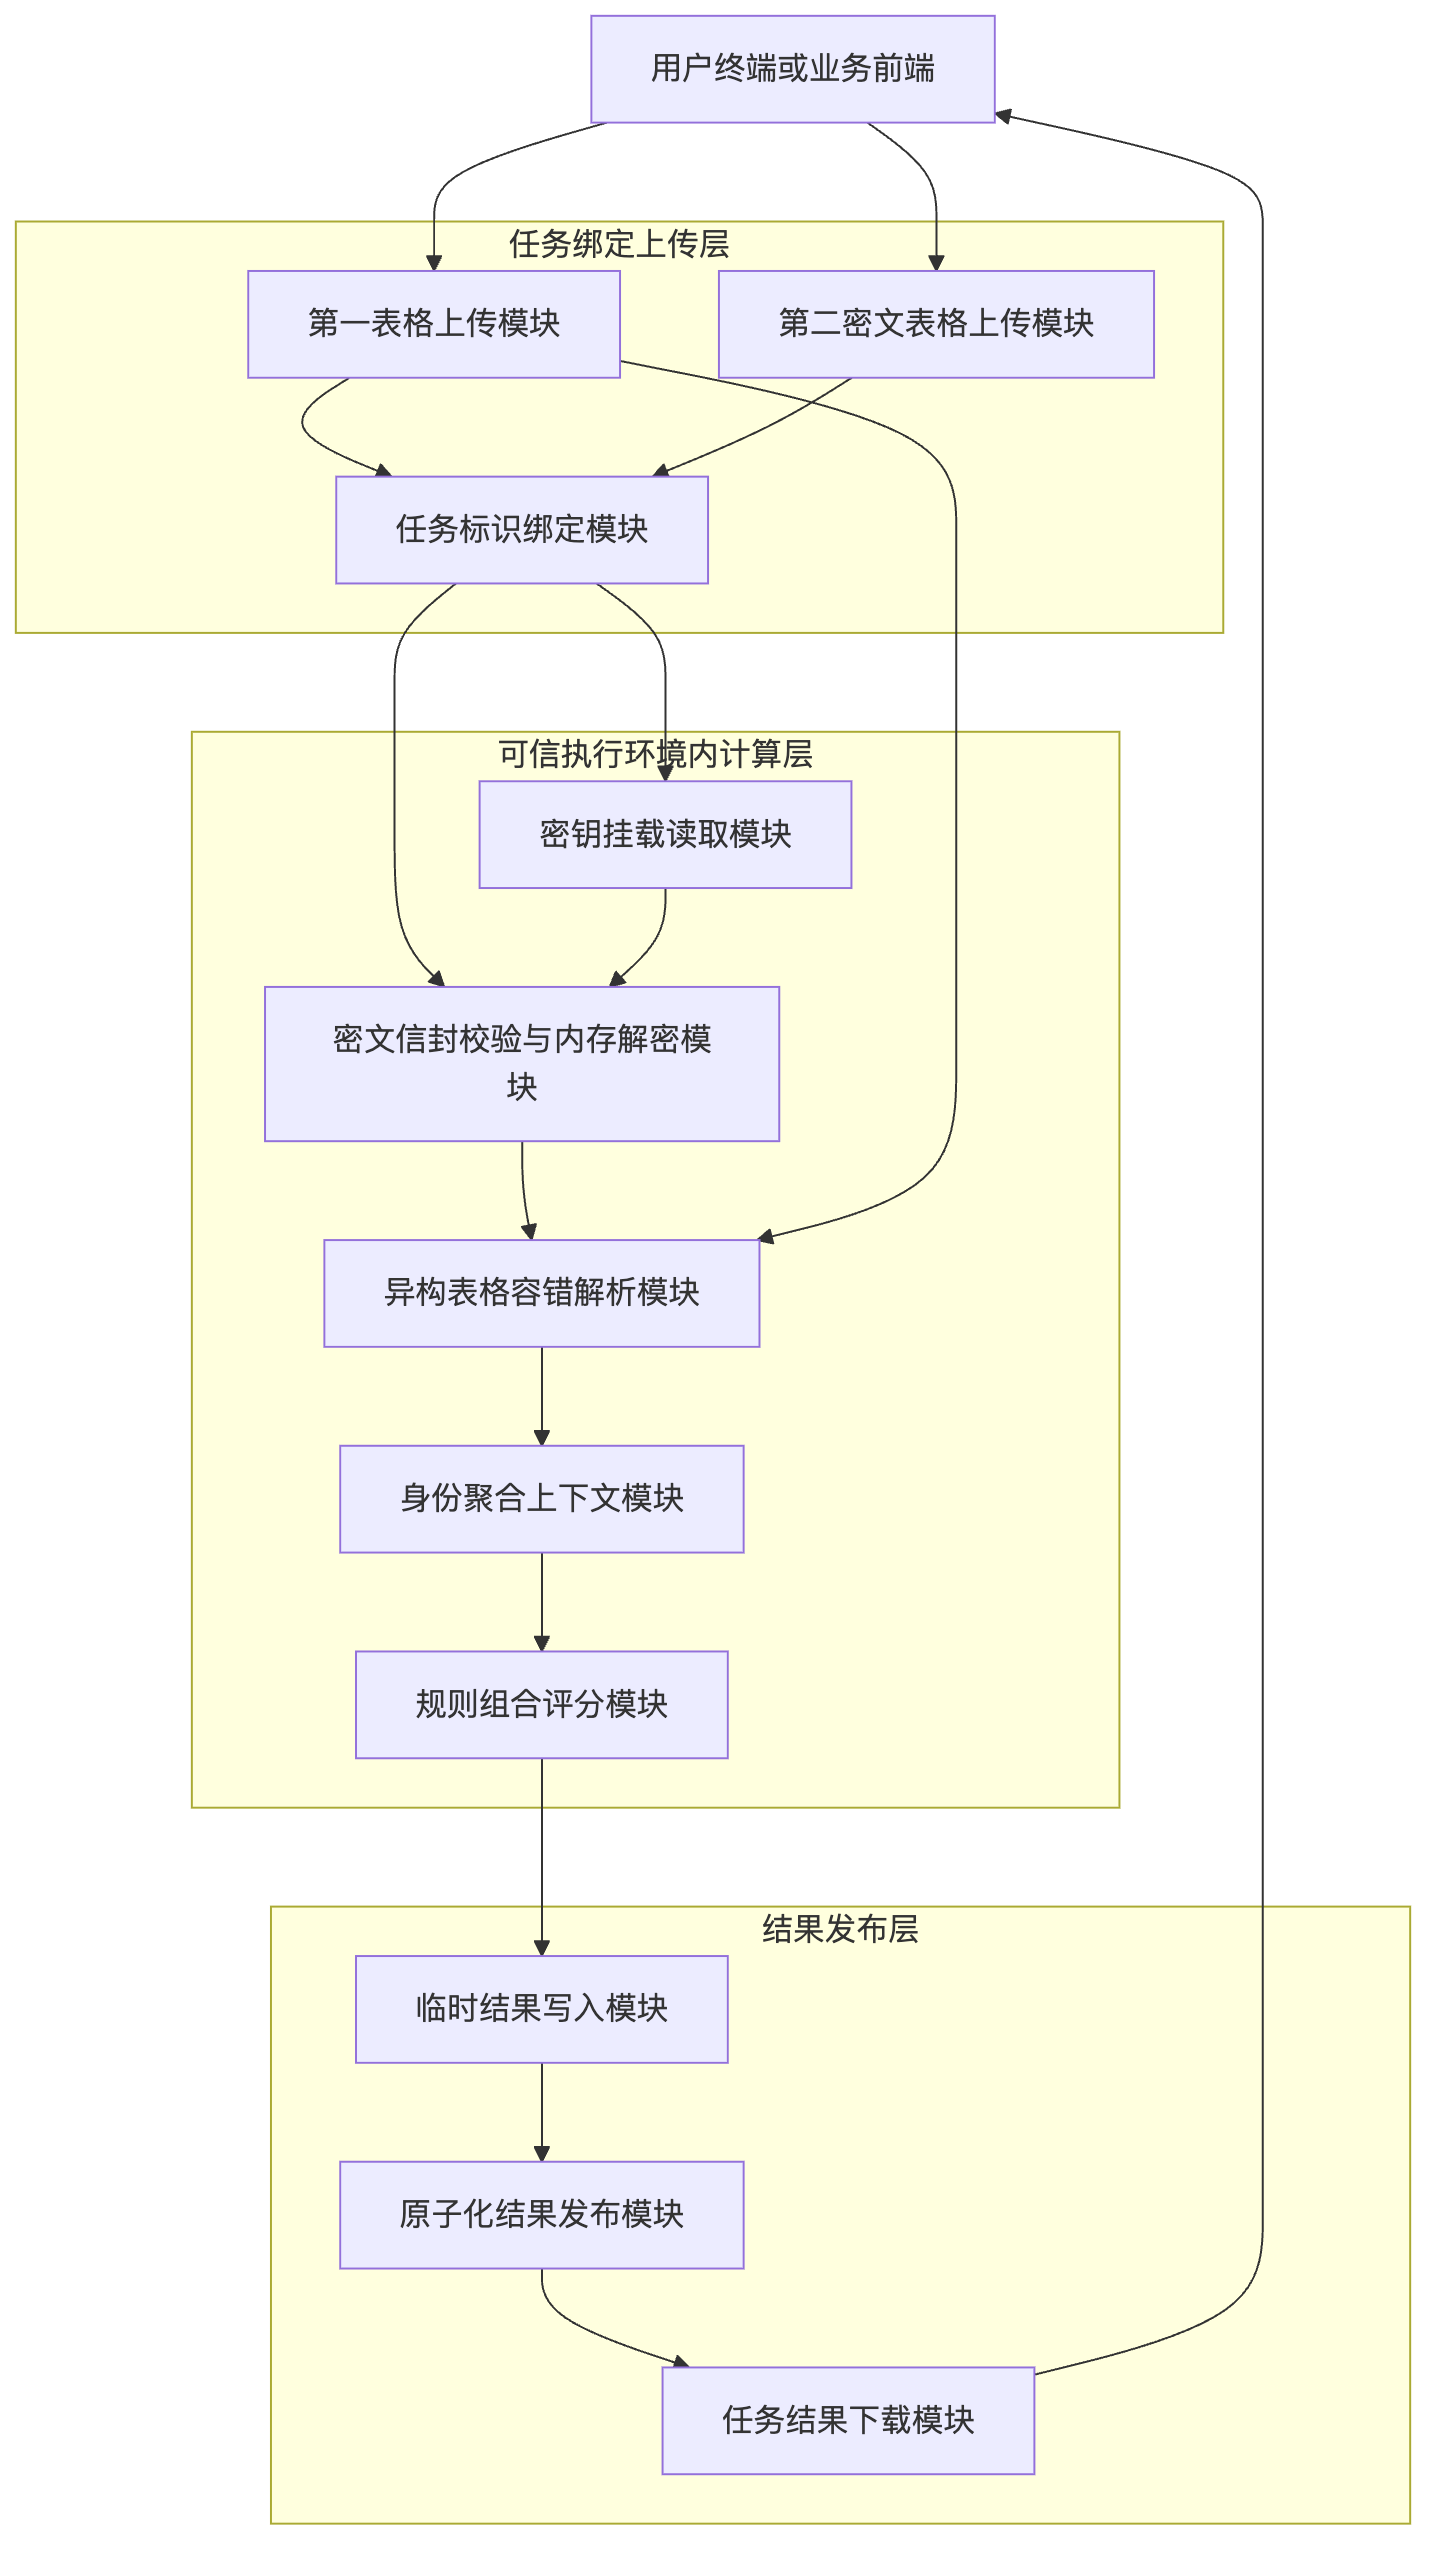 用户终端或业务前端
任务绑定上传层
第一表格上传模块
第二密文表格上传模块
任务标识绑定模块
可信执行环境内计算层
密钥挂载读取模块
密文信封校验与内存解密模
块
异构表格容错解析模块
身份聚合上下文模块
规则组合评分模块
结果发布层
临时结果写入模块
原子化结果发布模块
任务结果下载模块